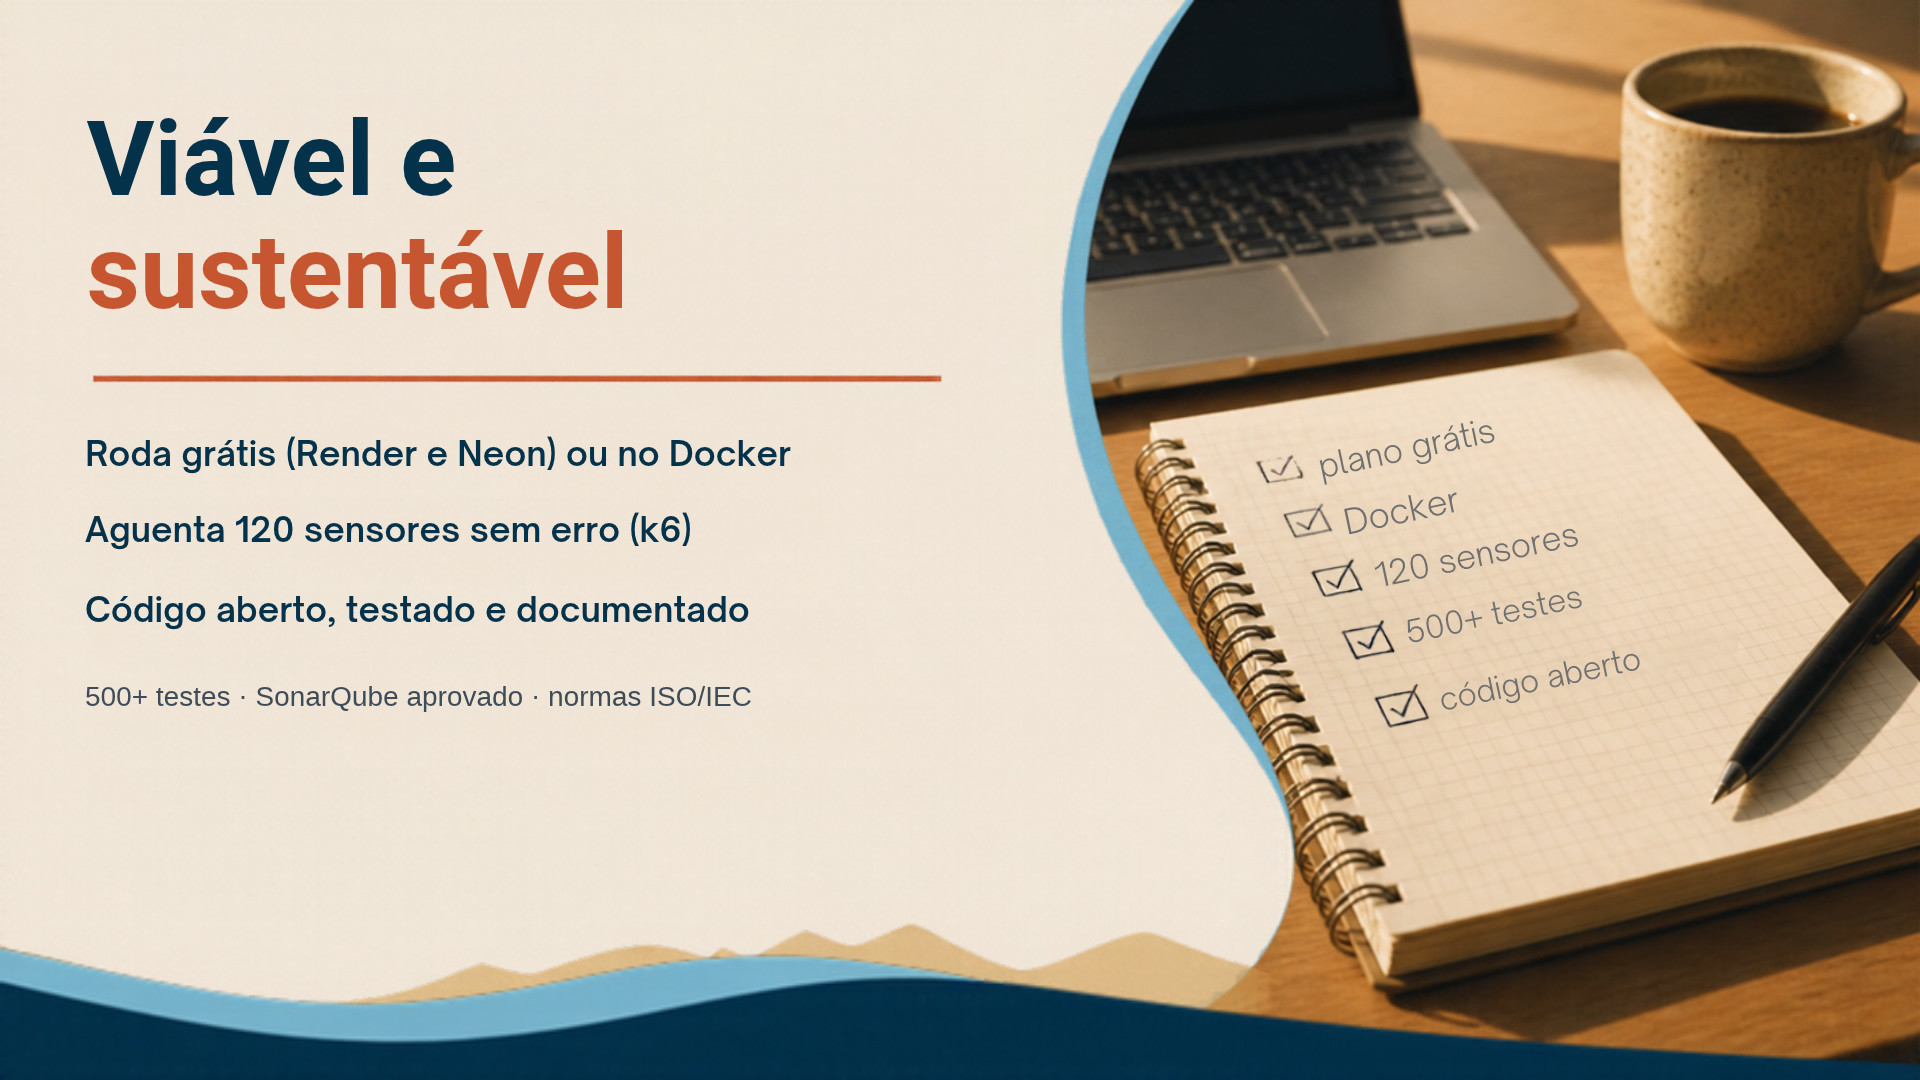 Viável e
sustentável
Roda grátis (Render e Neon) ou no Docker
Aguenta 120 sensores sem erro (k6)
Código aberto, testado e documentado
500+ testes · SonarQube aprovado · normas ISO/IEC
plano grátis
Docker
120 sensores
500+ testes
código aberto